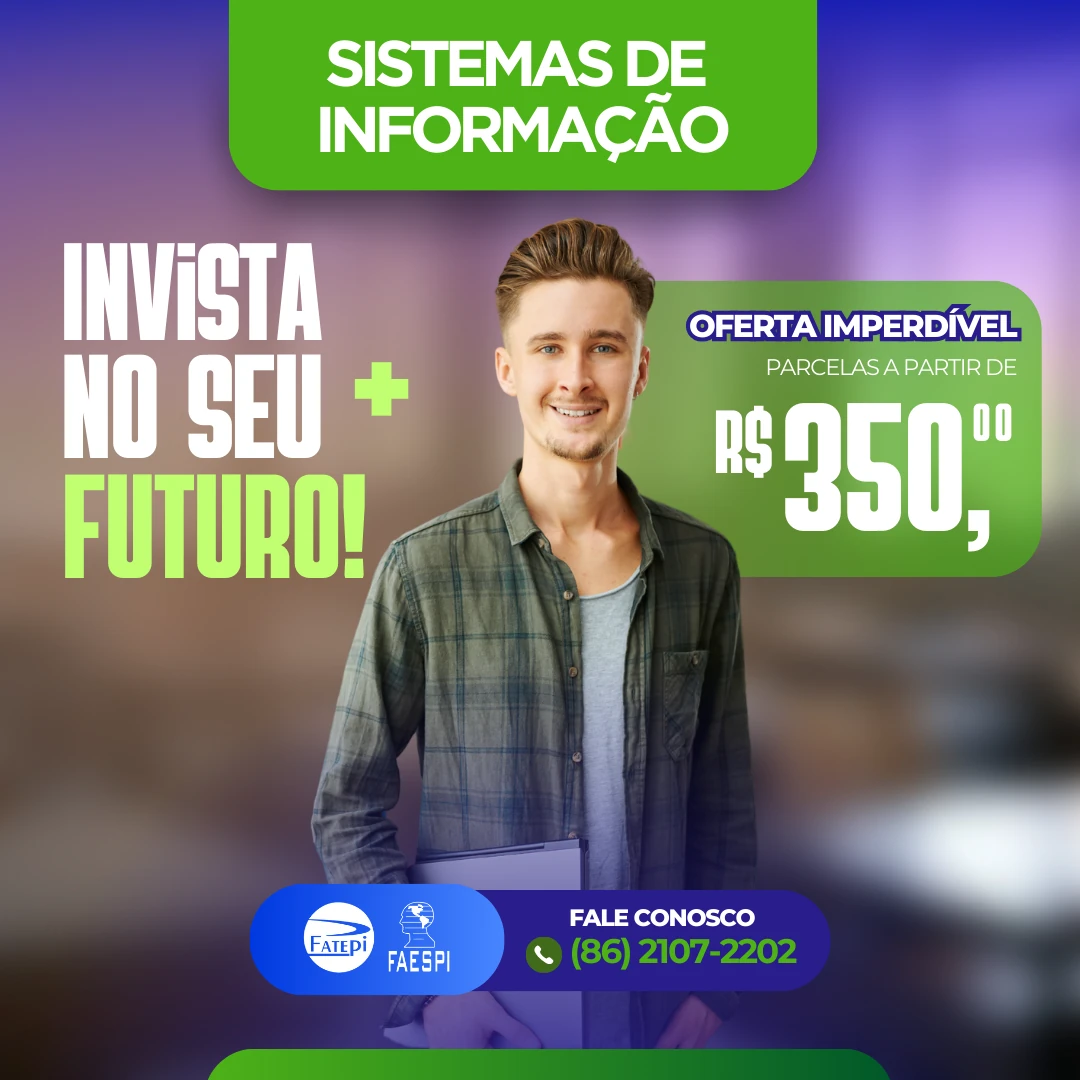 SISTEMAS DE
INFORMAÇÃO
INViSTA
NO SEU +
FUTURO!
OFERTA IMPERDÍVEL
PARCELAS A PARTIR DE
R$ 350,00
FATEPI
FAESPI
FALE CONOSCO
(86) 2107-2202